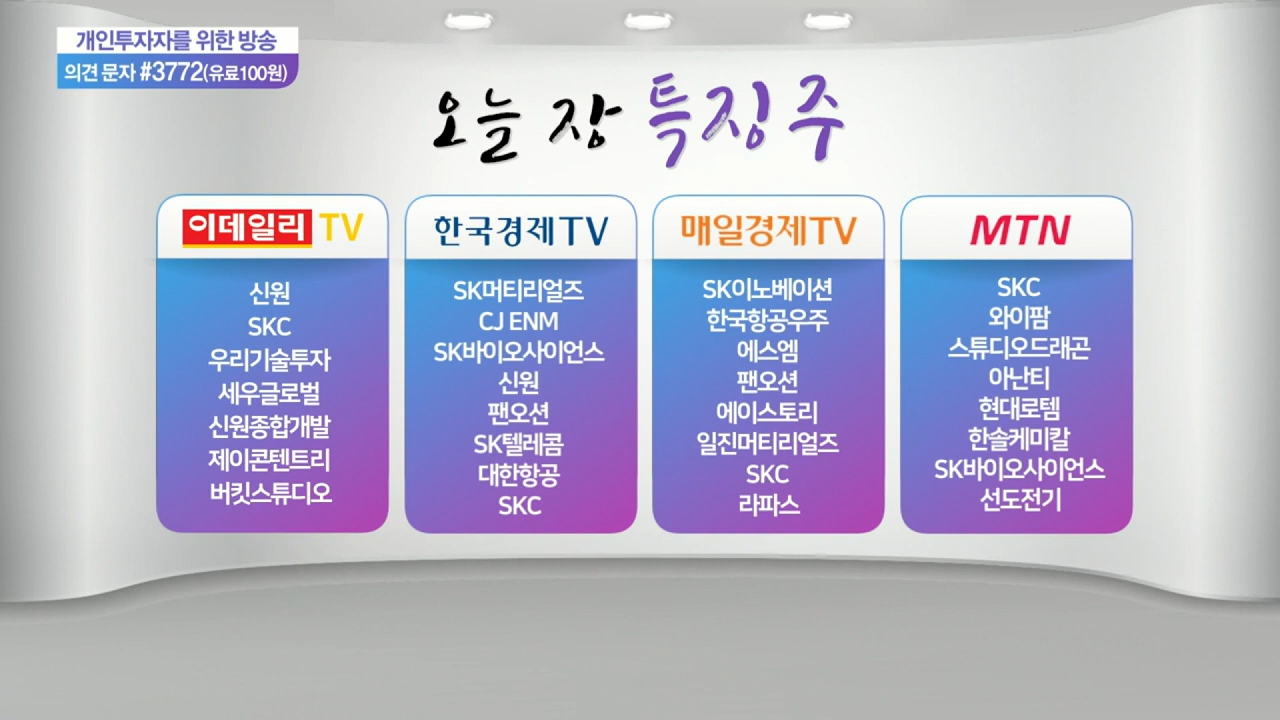 개인투자자를 위한 방송
의견 문자 #3772(유료100원)
오늘 장 특징주
이데일리 TV
신원
SKC
우리기술투자
세우글로벌
신원종합개발
제이콘텐트리
버킷스튜디오
한국경제TV
SK머티리얼즈
CJ ENM
SK바이오사이언스
신원
팬오션
SK텔레콤
대한항공
SKC
매일경제TV
SK이노베이션
한국항공우주
에스엠
팬오션
에이스토리
일진머티리얼즈
SKC
라파스
MTN
SKC
와이팜
스튜디오드래곤
아난티
현대로템
한솔케미칼
SK바이오사이언스
선도전기